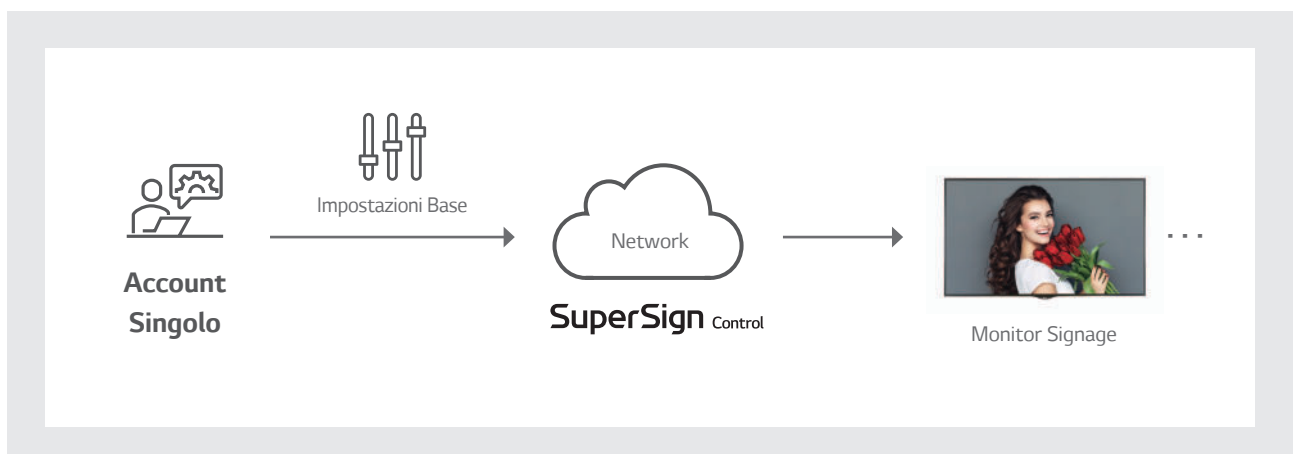 Impostazioni Base
Network
Account
Singolo
SuperSign Control
Monitor Signage
...